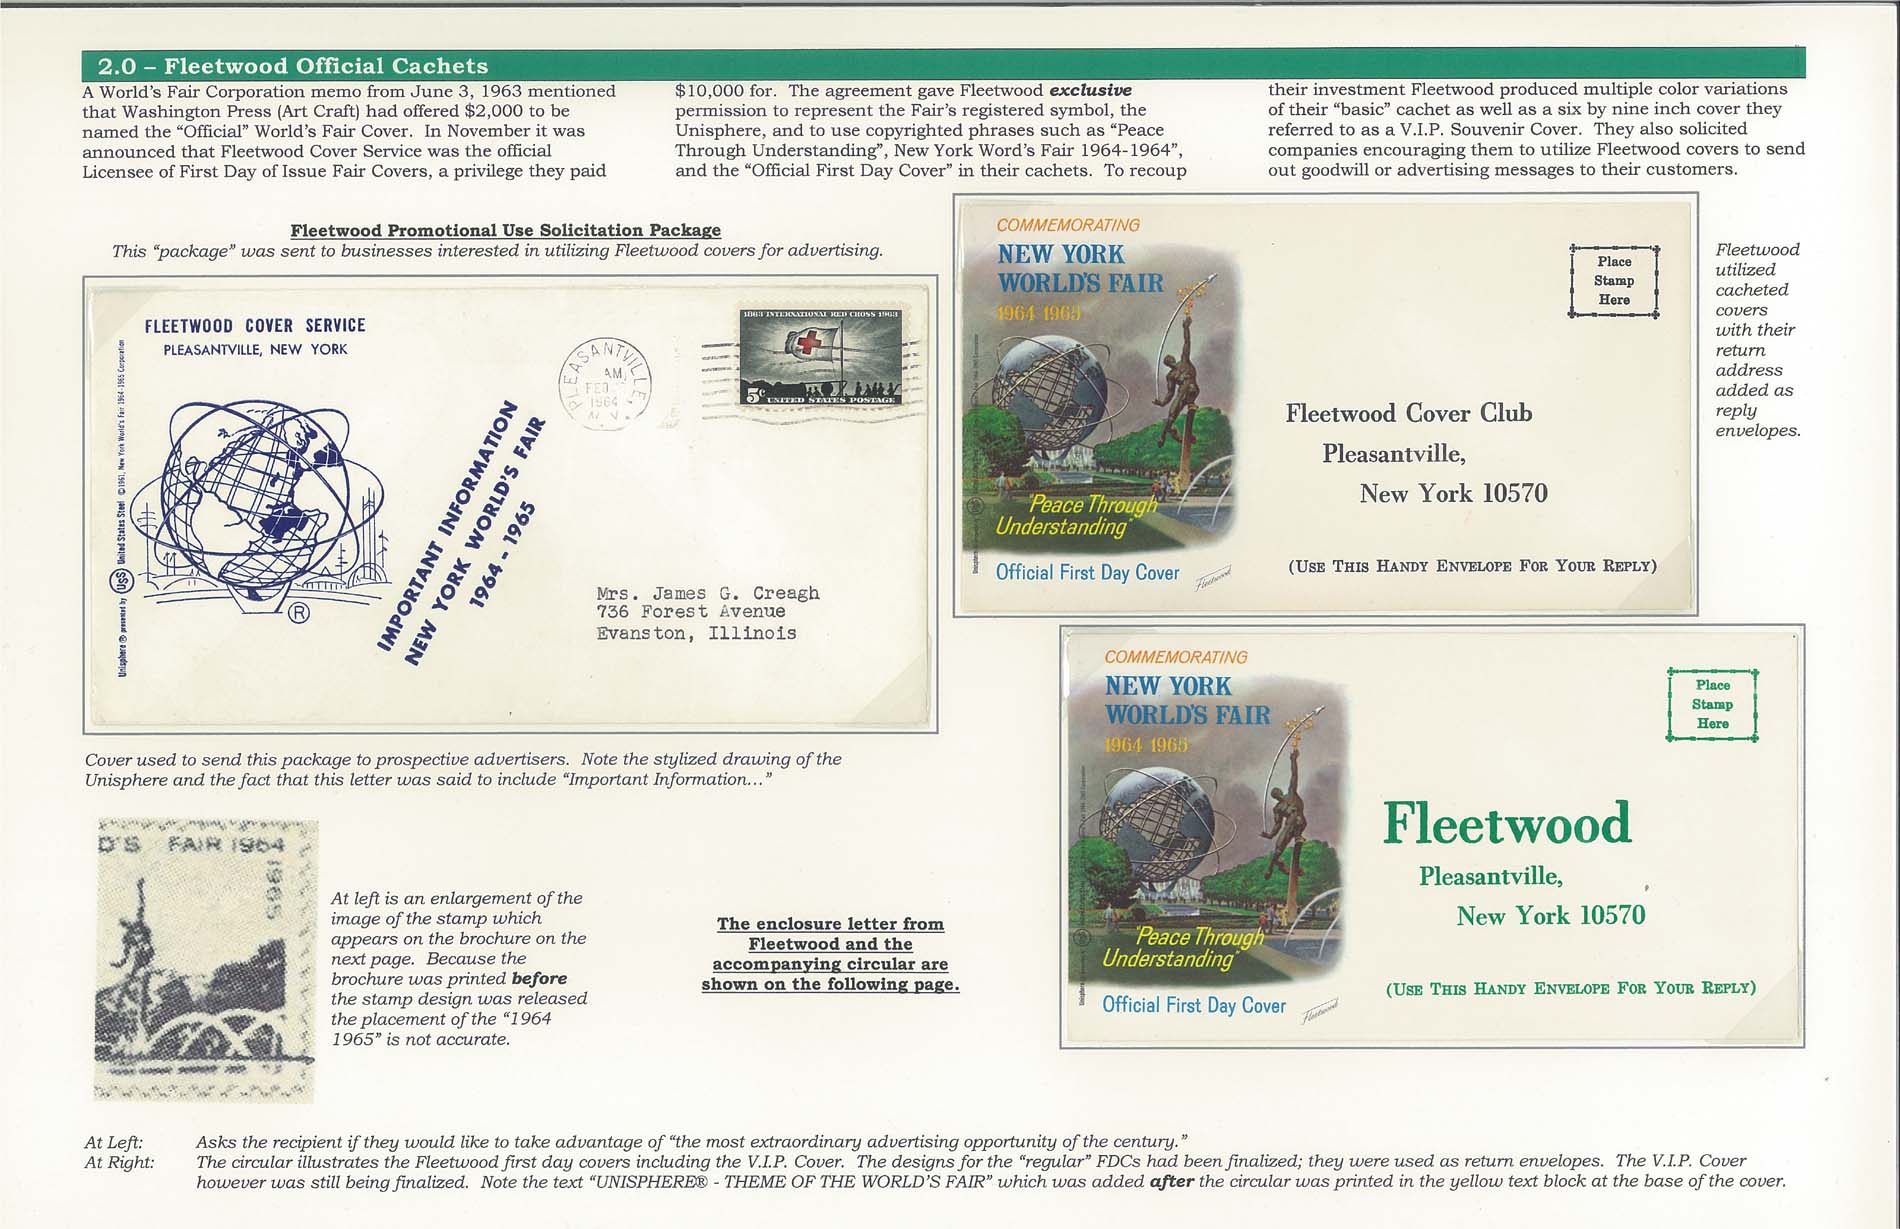 2.0 – Fleetwood Official Cachets
A World's Fair Corporation memo from June 3, 1963 mentioned
that Washington Press (Art Craft) had offered $2,000 to be
named the "Official" World's Fair Cover.  In November it was
announced that Fleetwood Cover Service was the official
Licensee of First Day of Issue Fair Covers, a privilege they paid
$10,000 for.  The agreement gave Fleetwood exclusive
permission to represent the Fair's registered symbol, the
Unisphere, and to use copyrighted phrases such as "Peace
Through Understanding", New York Word's Fair 1964-1964",
and the "Official First Day Cover" in their cachets.  To recoup
their investment Fleetwood produced multiple color variations
of their "basic" cachet as well as a six by nine inch cover they
referred to as a V.I.P. Souvenir Cover.  They also solicited
companies encouraging them to utilize Fleetwood covers to send
out goodwill or advertising messages to their customers.
Fleetwood Promotional Use Solicitation Package
This "package" was sent to businesses interested in utilizing Fleetwood covers for advertising.
FLEETWOOD COVER SERVICE
PLEASANTVILLE, NEW YORK
Unisphere ® presented by USS United States Steel ©1961, New York World's Fair 1964-1965 Corporation
®
IMPORTANT INFORMATION
NEW YORK WORLD'S FAIR
1964 - 1965
PLEASANTVILLE
AM
FEB
1964
N.Y.
1863 INTERNATIONAL RED CROSS 1963
5c UNITED STATES POSTAGE
Mrs. James G. Creagh
736 Forest Avenue
Evanston, Illinois
Cover used to send this package to prospective advertisers.  Note the stylized drawing of the
Unisphere and the fact that this letter was said to include "Important Information…"
COMMEMORATING
NEW YORK
WORLD'S FAIR
1964 1965
"Peace Through
Understanding"
Official First Day Cover
Fleetwood
Place
Stamp
Here
Fleetwood Cover Club
Pleasantville,
New York 10570
(USE THIS HANDY ENVELOPE FOR YOUR REPLY)
Fleetwood
utilized
cacheted
covers
with their
return
address
added as
reply
envelopes.
COMMEMORATING
NEW YORK
WORLD'S FAIR
1964 1965
"Peace Through
Understanding"
Official First Day Cover
Fleetwood
Place
Stamp
Here
Fleetwood
Pleasantville,
New York 10570
(USE THIS HANDY ENVELOPE FOR YOUR REPLY)
D'S FAIR 1964
1965
At left is an enlargement of the
image of the stamp which
appears on the brochure on the
next page.  Because the
brochure was printed before
the stamp design was released
the placement of the "1964
1965" is not accurate.
The enclosure letter from
Fleetwood and the
accompanying circular are
shown on the following page.
At Left: Asks the recipient if they would like to take advantage of "the most extraordinary advertising opportunity of the century."
At Right: The circular illustrates the Fleetwood first day covers including the V.I.P. Cover.  The designs for the "regular" FDCs had been finalized; they were used as return envelopes.  The V.I.P. Cover
however was still being finalized.  Note the text "UNISPHERE® - THEME OF THE WORLD'S FAIR" which was added after the circular was printed in the yellow text block at the base of the cover.